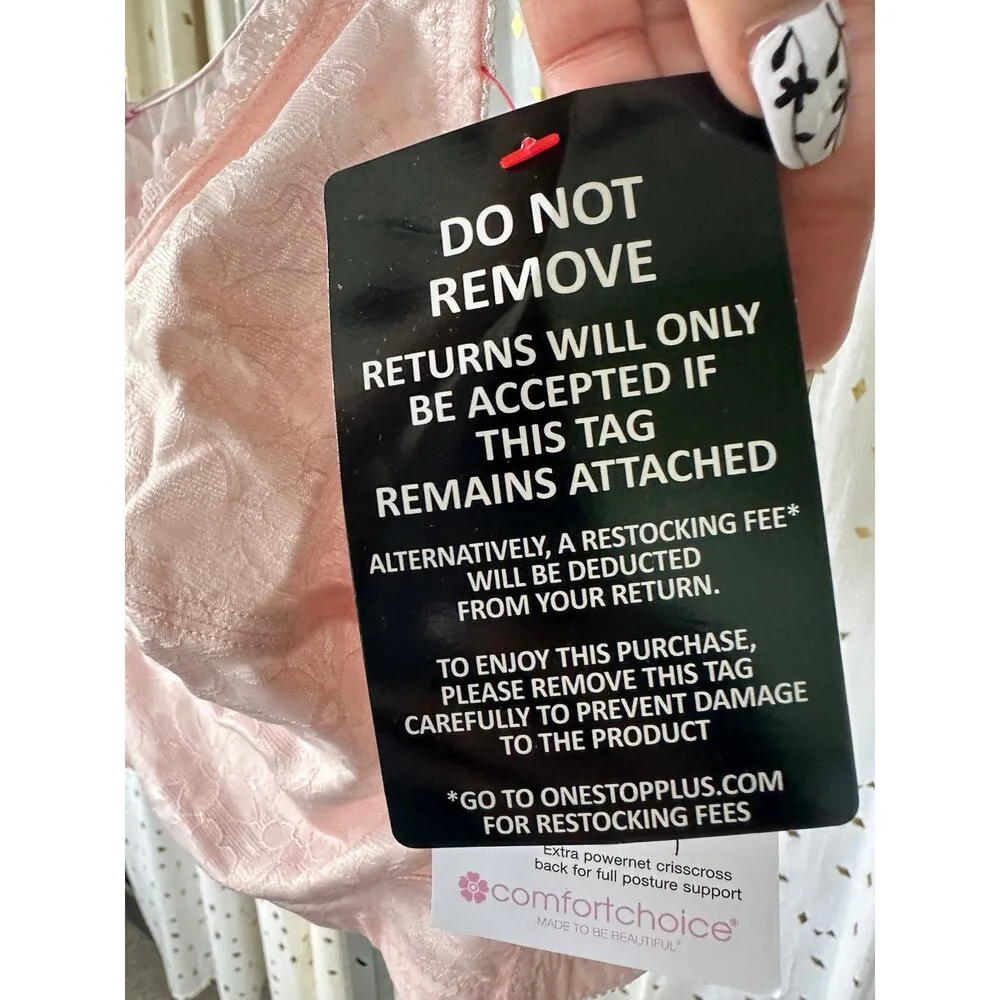 DO NOT
REMOVE
RETURNS WILL ONLY
BE ACCEPTED IF
THIS TAG
REMAINS ATTACHED
ALTERNATIVELY, A RESTOCKING FEE*
WILL BE DEDUCTED
FROM YOUR RETURN.
TO ENJOY THIS PURCHASE,
PLEASE REMOVE THIS TAG
CAREFULLY TO PREVENT DAMAGE
TO THE PRODUCT
*GO TO ONESTOPPLUS.COM
FOR RESTOCKING FEES
Extra powernet crisscross
back for full posture support
comfortchoice®
MADE TO BE BEAUTIFUL®